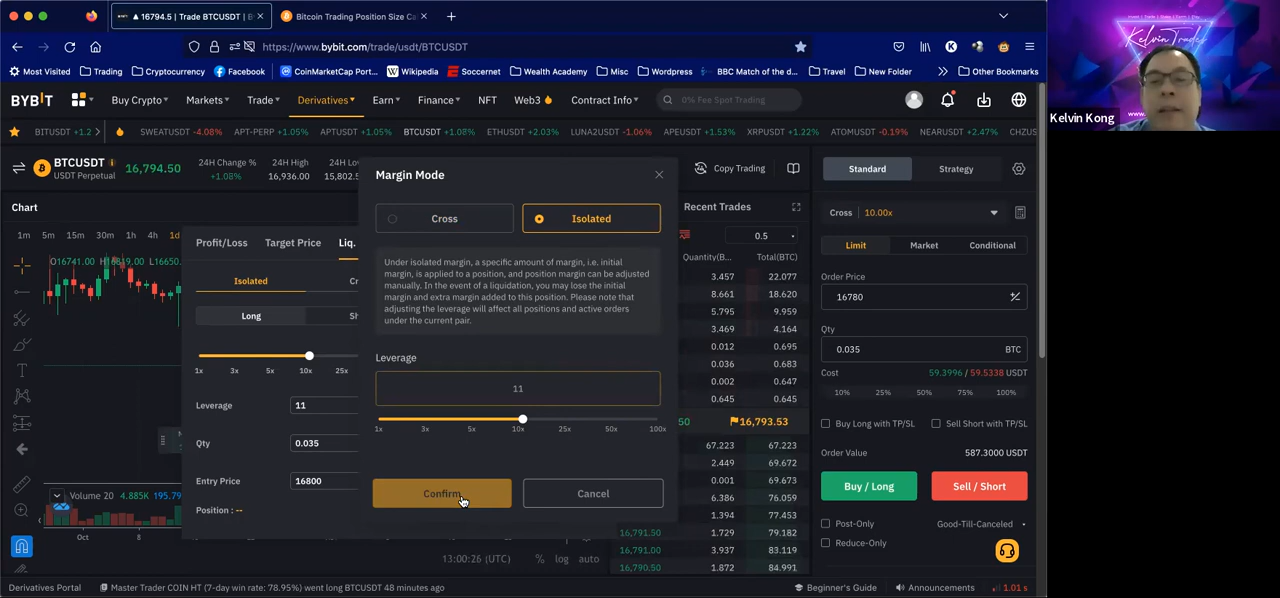 ▲ 16794.5 | Trade BTCUSDT | B
Bitcoin Trading Position Size Ca
https://www.bybit.com/trade/usdt/BTCUSDT
Most Visited Trading Cryptocurrency Facebook CoinMarketCap Port... Wikipedia Soccernet Wealth Academy Misc Wordpress BBC Match of the d... Travel New Folder Other Bookmarks
Kelvin Trades
Kelvin Kong
www.
BYBIT Buy Crypto Markets Trade Derivatives Earn Finance NFT Web3 Contract Info 0% Fee Spot Trading
BITUSDT +1.2 SWEATUSDT -4.08% APT-PERP +1.05% APTUSDT +1.05% BTCUSDT +1.08% ETHUSDT +2.03% LUNA2USDT -1.06% APEUSDT +1.53% XRPUSDT +1.22% ATOMUSDT -0.19% NEARUSDT +2.47% CHZUS
BTCUSDT
USDT Perpetual
16,794.50
24H Change %
+1.08%
24H High
16,936.00
24H Lo
15,802.5
Copy Trading
Standard Strategy
Chart
1m 5m 15m 30m 1h 4h 1d
O16741.00 H16819.00 L16650.
Profit/Loss Target Price Liq.
Isolated Cr
Long Sh
1x 3x 5x 10x 25x
Leverage 11
Qty 0.035
Entry Price 16800
Position : --
Volume 20 4.885K 195.79
Oct 8
Margin Mode
Cross Isolated
Under isolated margin, a specific amount of margin, i.e. initial
margin, is applied to a position, and position margin can be adjusted
manually. In the event of a liquidation, you may lose the initial
margin and extra margin added to this position. Please note that
adjusting the leverage will affect all positions and active orders
under the current pair.
Leverage
11
1x 3x 5x 10x 25x 50x 100x
Confirm Cancel
Recent Trades
0.5
Quantity(B... Total(BTC)
3.457 22.077
8.661 18.620
5.795 9.959
3.469 4.164
0.012 0.695
0.036 0.683
0.002 0.647
0.645 0.645
50 16,793.53
67.223 67.223
2.449 69.672
0.001 69.673
6.386 76.059
1.394 77.453
16,791.50 1.729 79.182
16,791.00 3.937 83.119
16,790.50 1.872 84.991
Cross 10.00x
Limit Market Conditional
Order Price
16780
Qty
0.035 BTC
Cost 59.3996 / 59.5338 USDT
10% 25% 50% 75% 100%
Buy Long with TP/SL Sell Short with TP/SL
Order Value 587.3000 USDT
Buy / Long Sell / Short
Post-Only Good-Till-Canceled
Reduce-Only
13:00:26 (UTC) % log auto
Derivatives Portal Master Trader COIN HT (7-day win rate: 78.95%) went long BTCUSDT 48 minutes ago Beginner's Guide Announcements 1.01 s